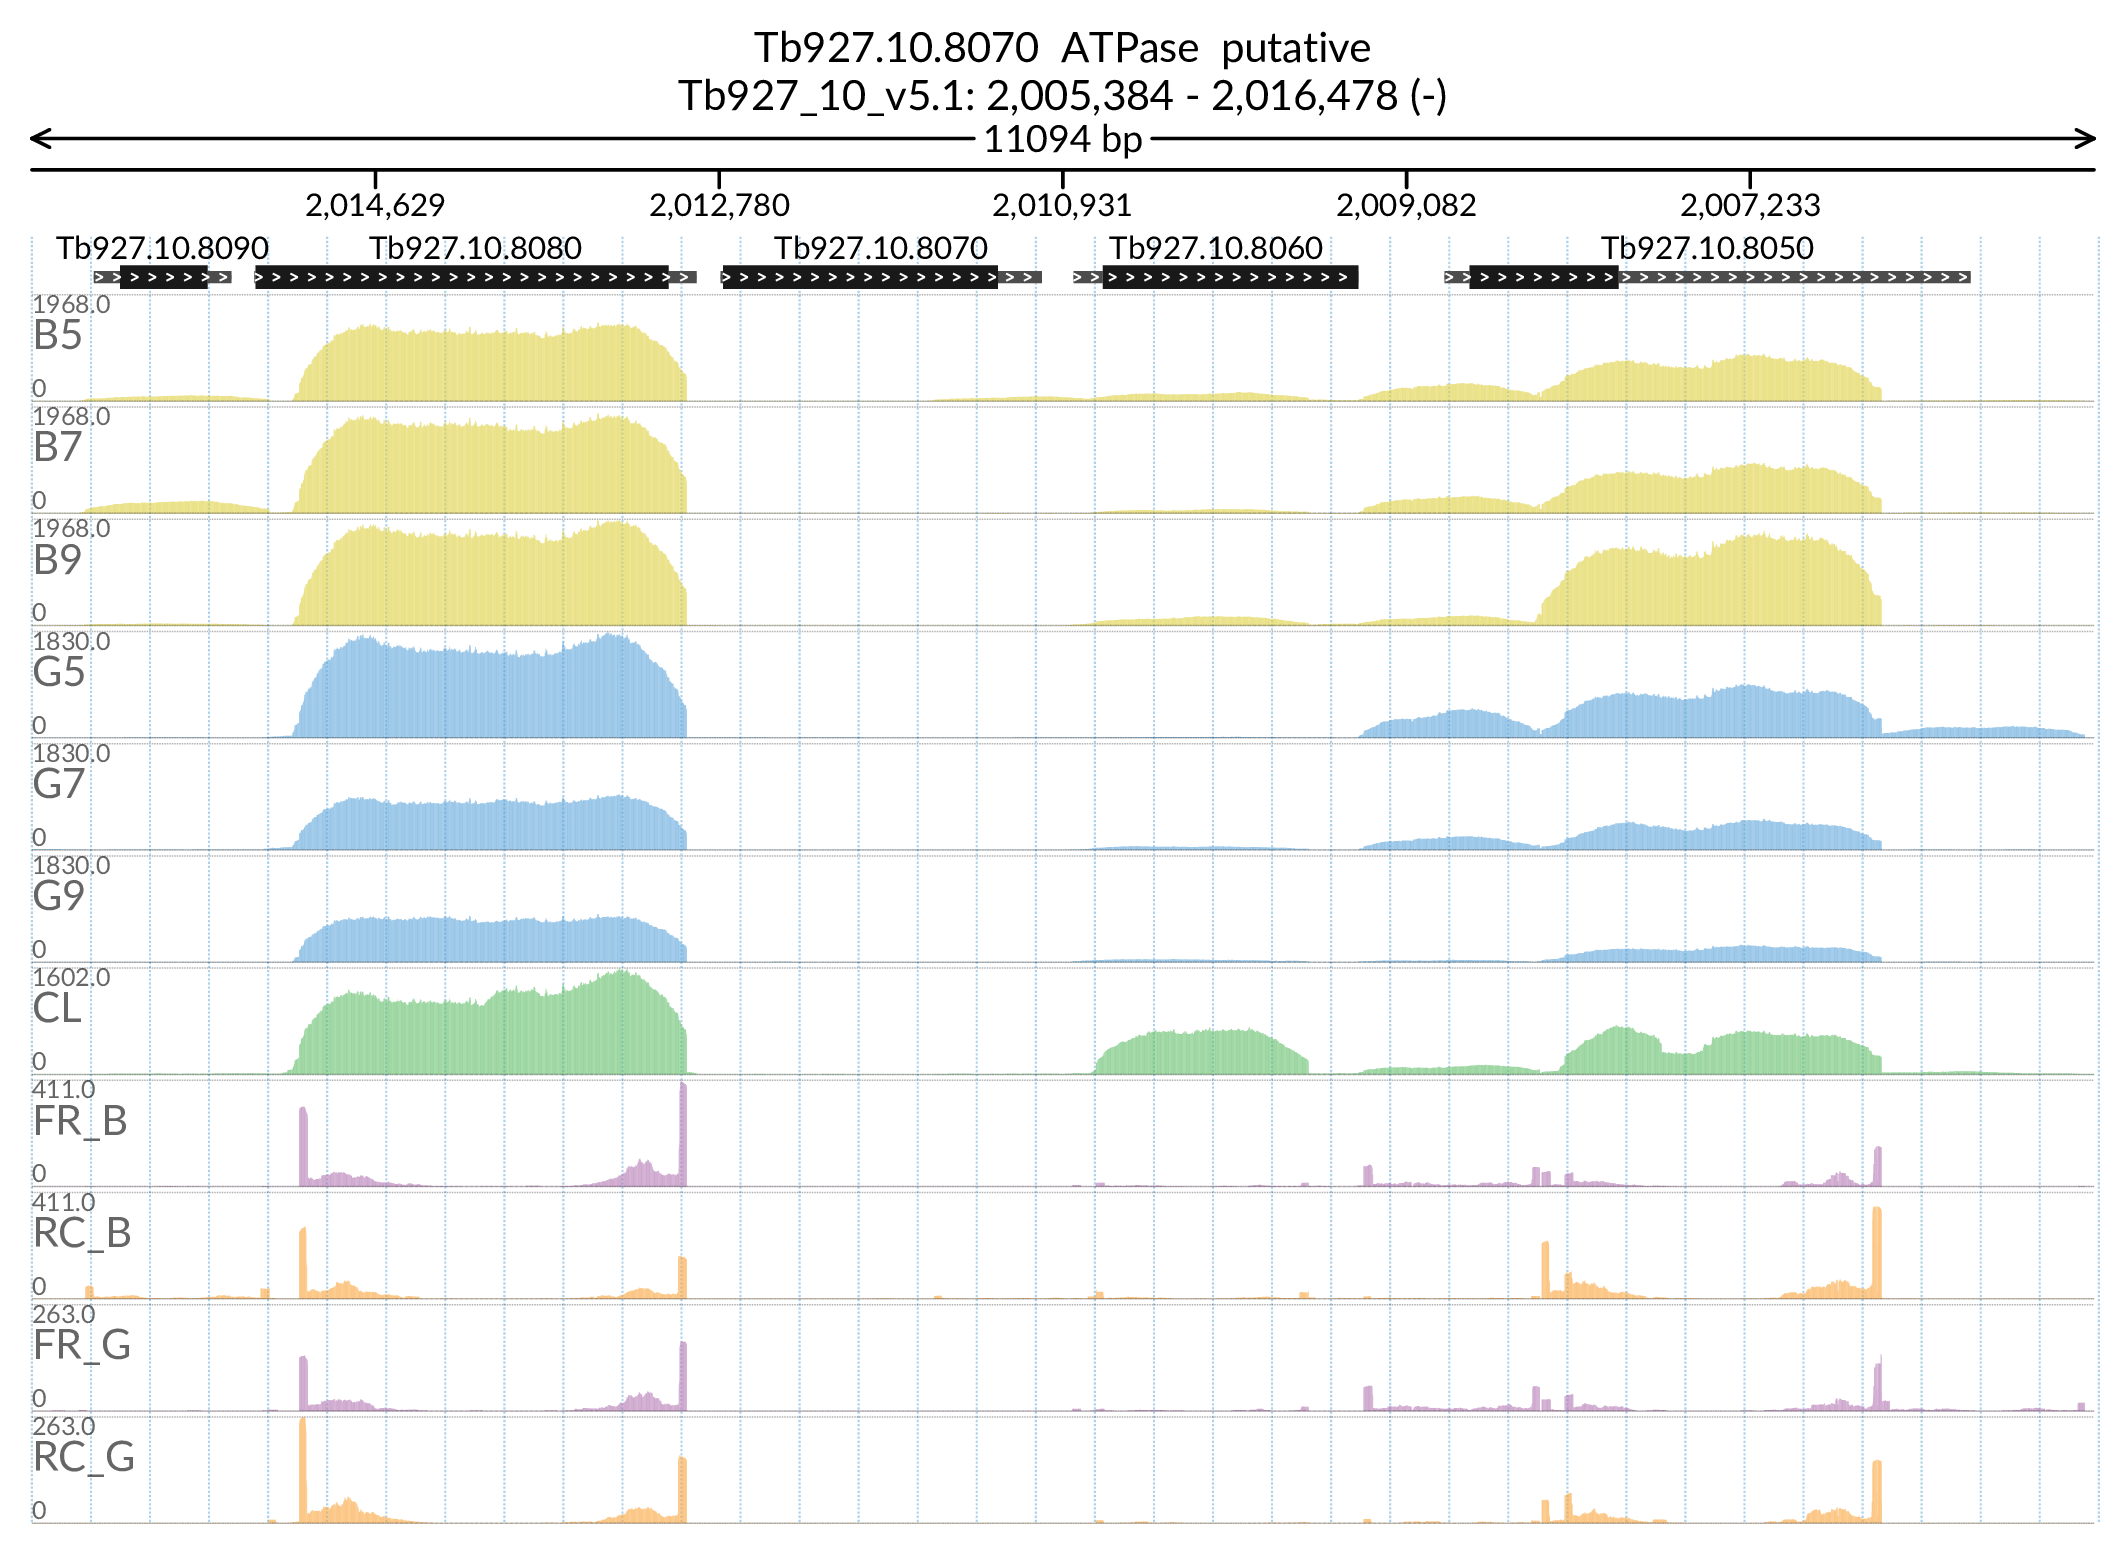 Tb927.10.8070 ATPase putative
Tb927_10_v5.1: 2,005,384 - 2,016,478 (-)
11094 bp
2,014,629 2,012,780 2,010,931 2,009,082 2,007,233
Tb927.10.8090 Tb927.10.8080 Tb927.10.8070 Tb927.10.8060 Tb927.10.8050
1968.0
B5
0
1968.0
B7
0
1968.0
B9
0
1830.0
G5
0
1830.0
G7
0
1830.0
G9
0
1602.0
CL
0
411.0
FR_B
0
411.0
RC_B
0
263.0
FR_G
0
263.0
RC_G
0